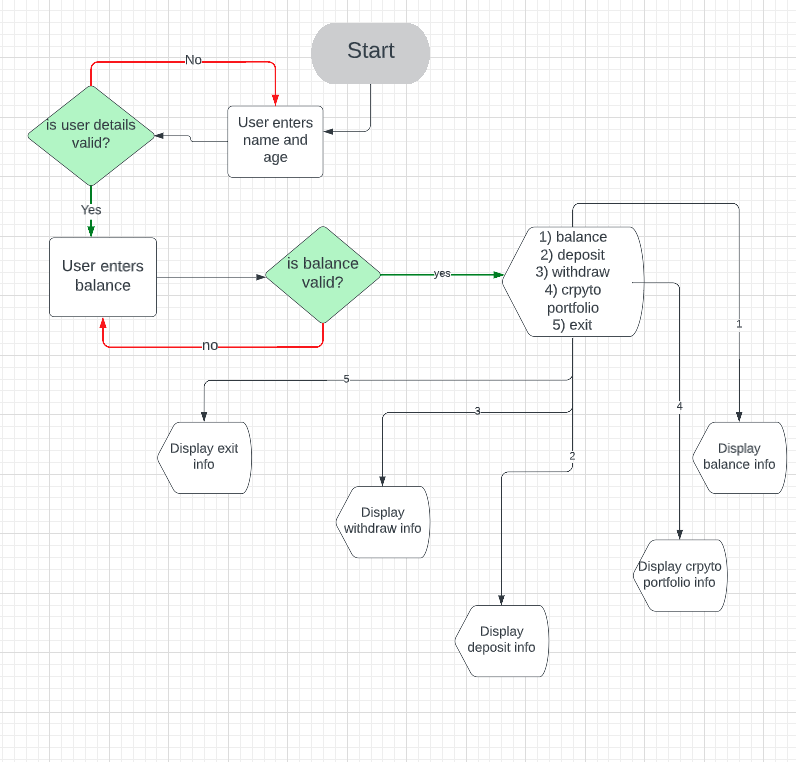 Start
No
is user details
valid?
User enters
name and
age
Yes
User enters
balance
is balance
valid?
yes
no
1) balance
2) deposit
3) withdraw
4) crpyto
portfolio
5) exit
1
5
4
3
2
Display exit
info
Display
withdraw info
Display
deposit info
Display
balance info
Display crpyto
portfolio info